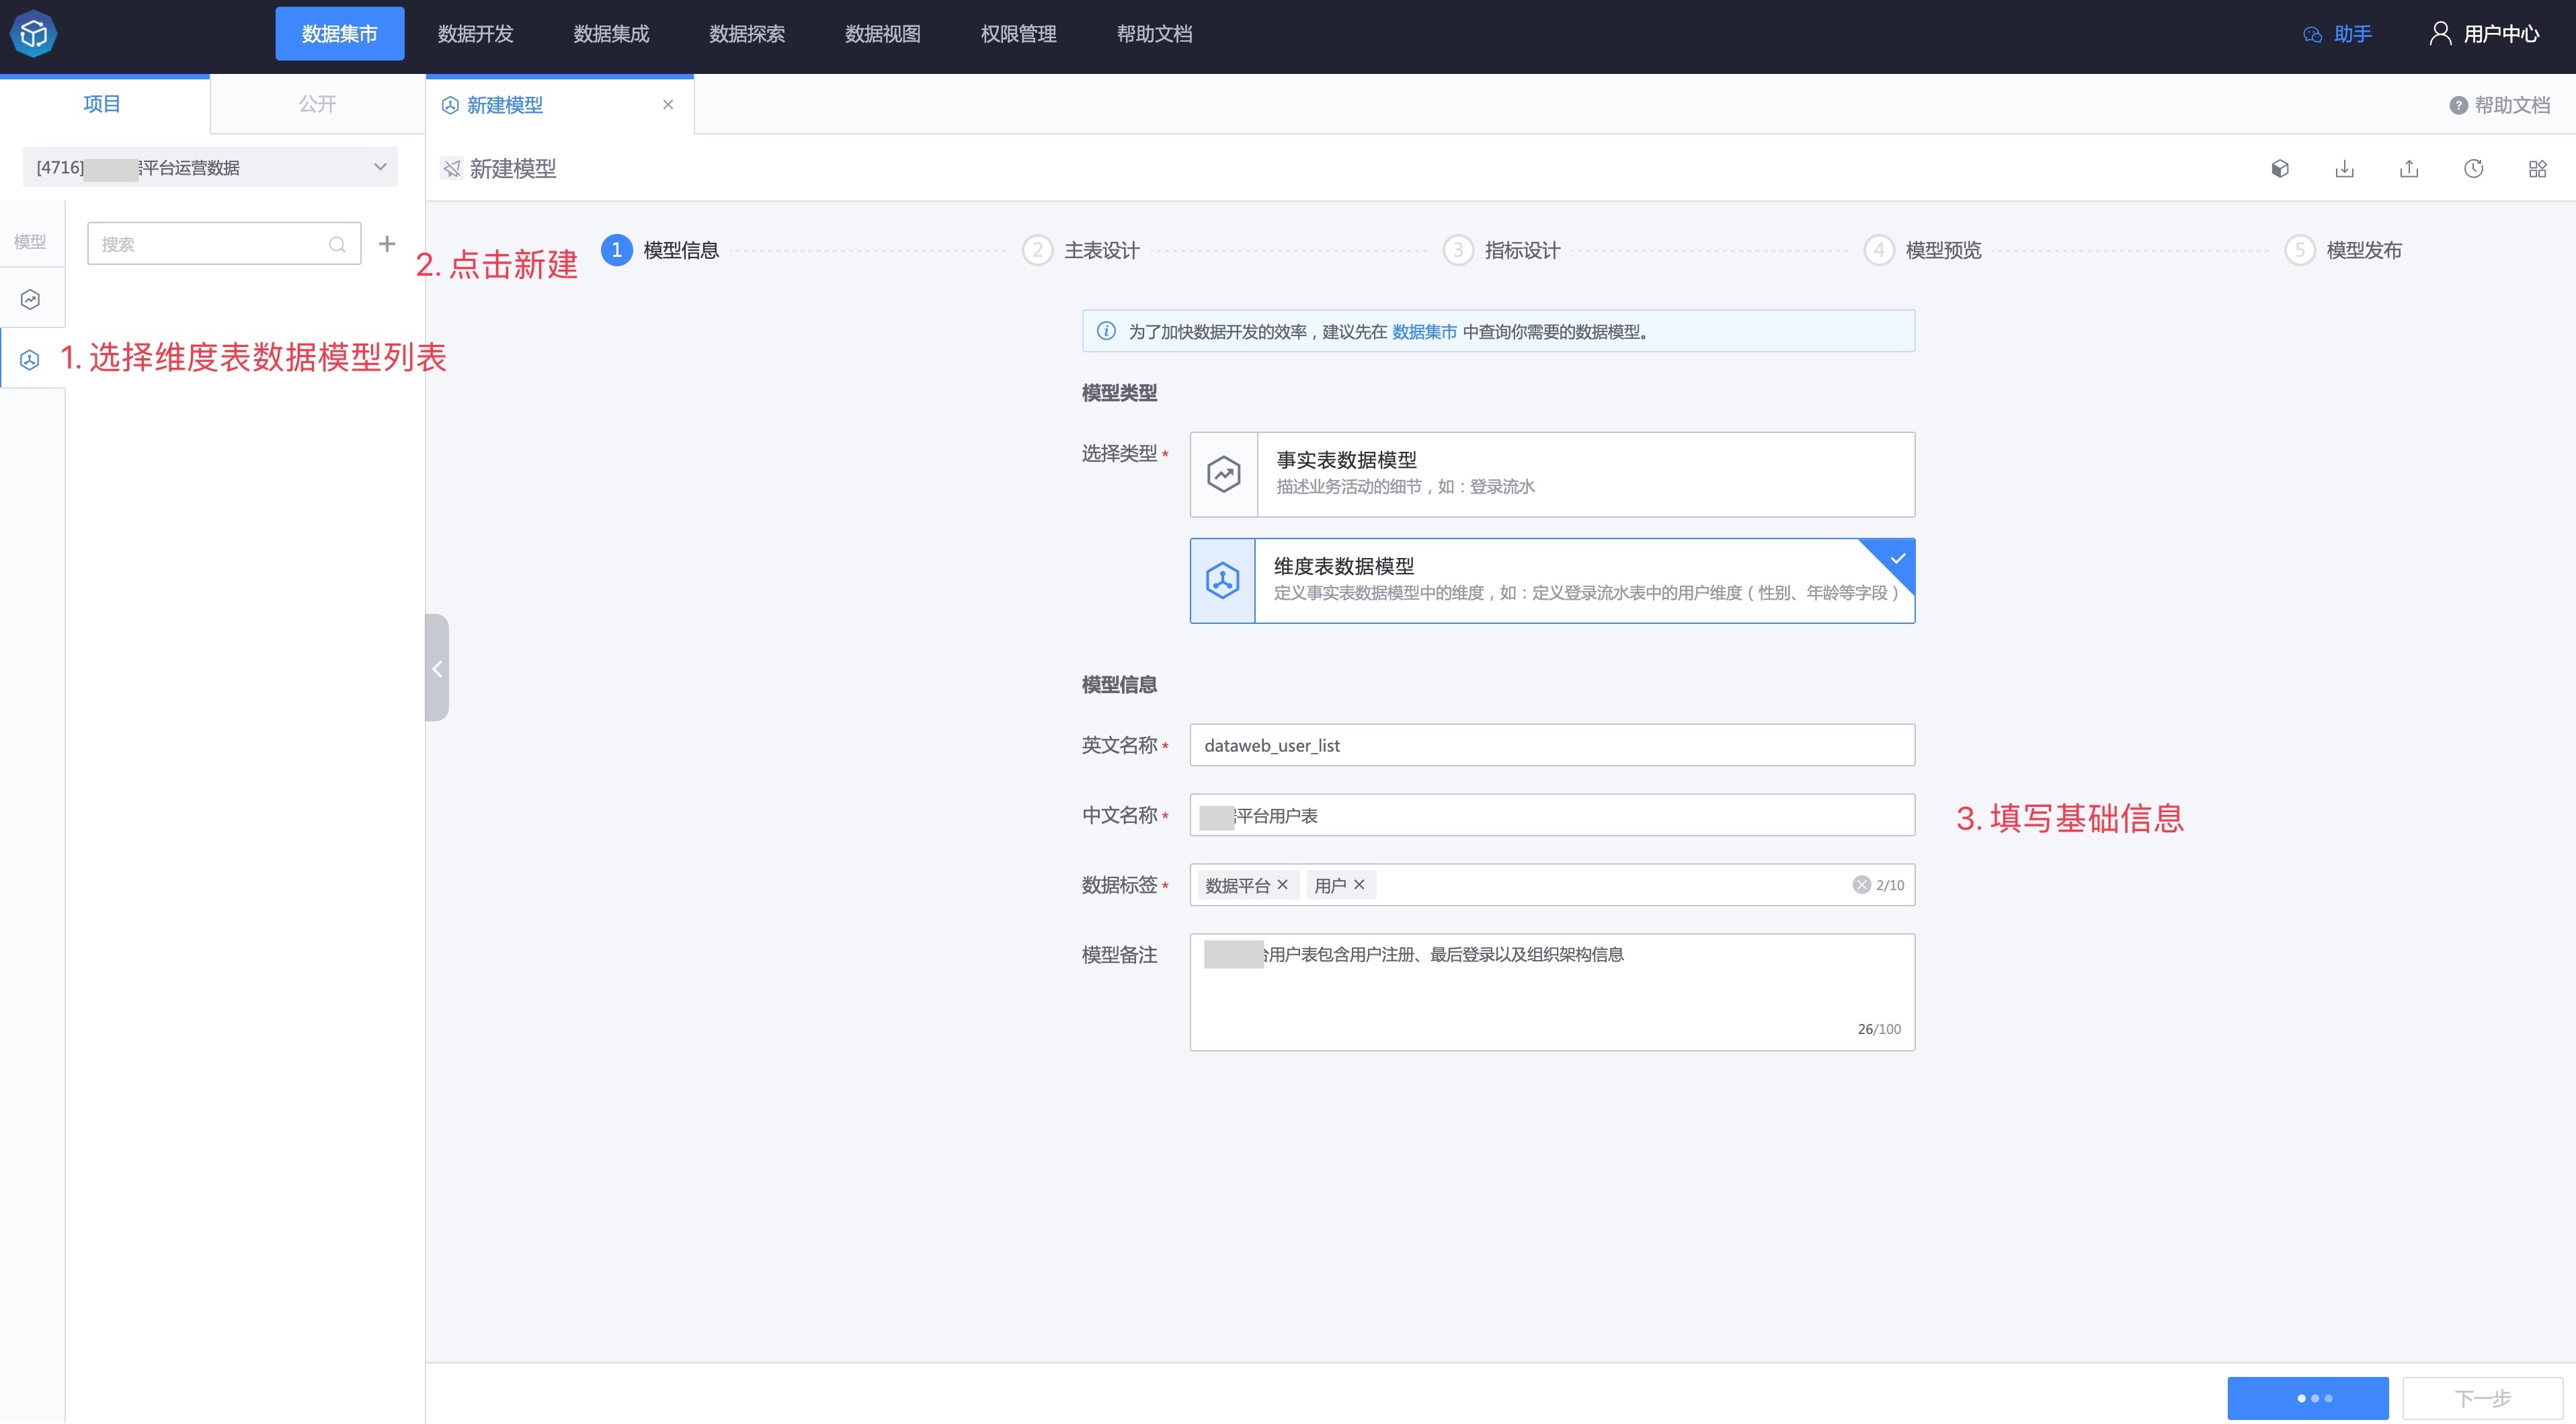 数据集市 数据开发 数据集成 数据探索 数据视图 权限管理 帮助文档 助手 用户中心
项目 公开 新建模型 帮助文档
[4716] 平台运营数据
新建模型
模型
搜索
2. 点击新建
1 模型信息 2 主表设计 3 指标设计 4 模型预览 5 模型发布
为了加快数据开发的效率，建议先在 数据集市 中查询你需要的数据模型。
1. 选择维度表数据模型列表
模型类型
选择类型*
事实表数据模型
描述业务活动的细节，如：登录流水
维度表数据模型
定义事实表数据模型中的维度，如：定义登录流水表中的用户维度（性别、年龄等字段）
模型信息
英文名称* dataweb_user_list
中文名称* 平台用户表
3. 填写基础信息
数据标签* 数据平台 用户 2/10
模型备注 用户表包含用户注册、最后登录以及组织架构信息
26/100
下一步